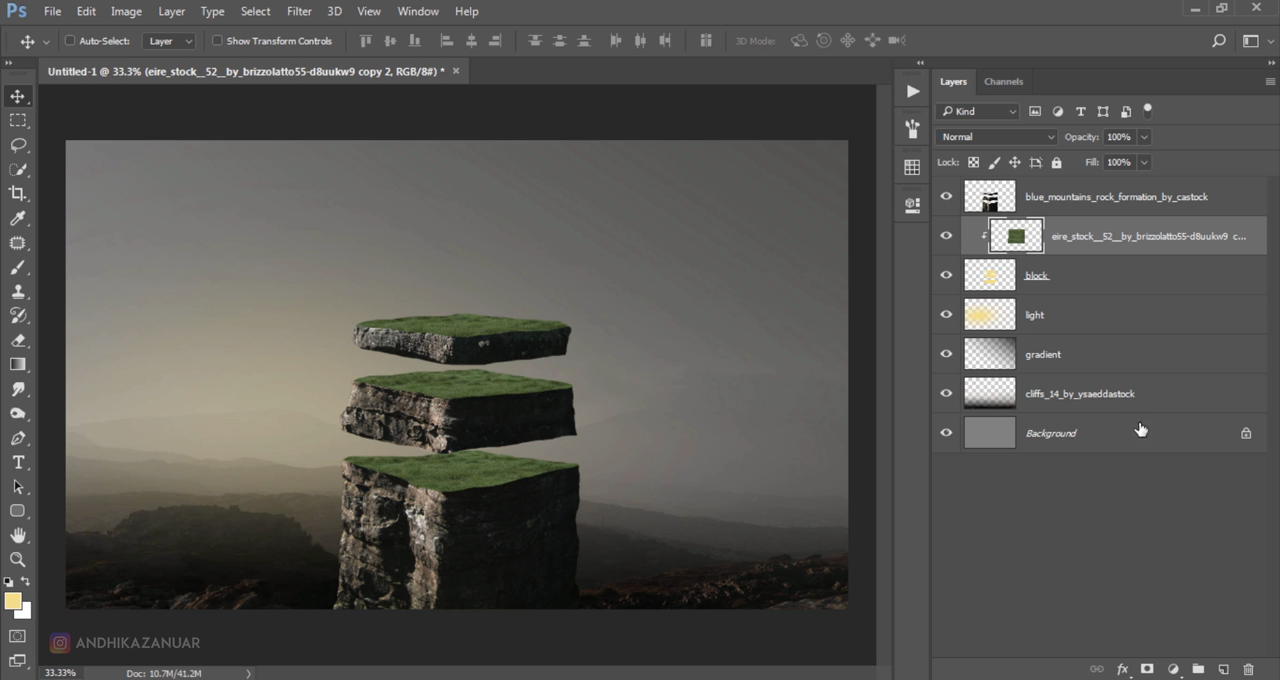 Ps File Edit Image Layer Type Select Filter 3D View Window Help
Auto-Select: Layer Show Transform Controls 3D Mode:
Untitled-1 @ 33.3% (eire_stock__52__by_brizzolatto55-d8uukw9 copy 2, RGB/8#) * ×
Layers Channels
Kind
Normal Opacity: 100%
Lock: Fill: 100%
blue_mountains_rock_formation_by_castock
eire_stock__52__by_brizzolatto55-d8uukw9 c...
block
light
gradient
cliffs_14_by_ysaeddastock
Background
ANDHIKAZANUAR
33.33% Doc: 10.7M/41.2M